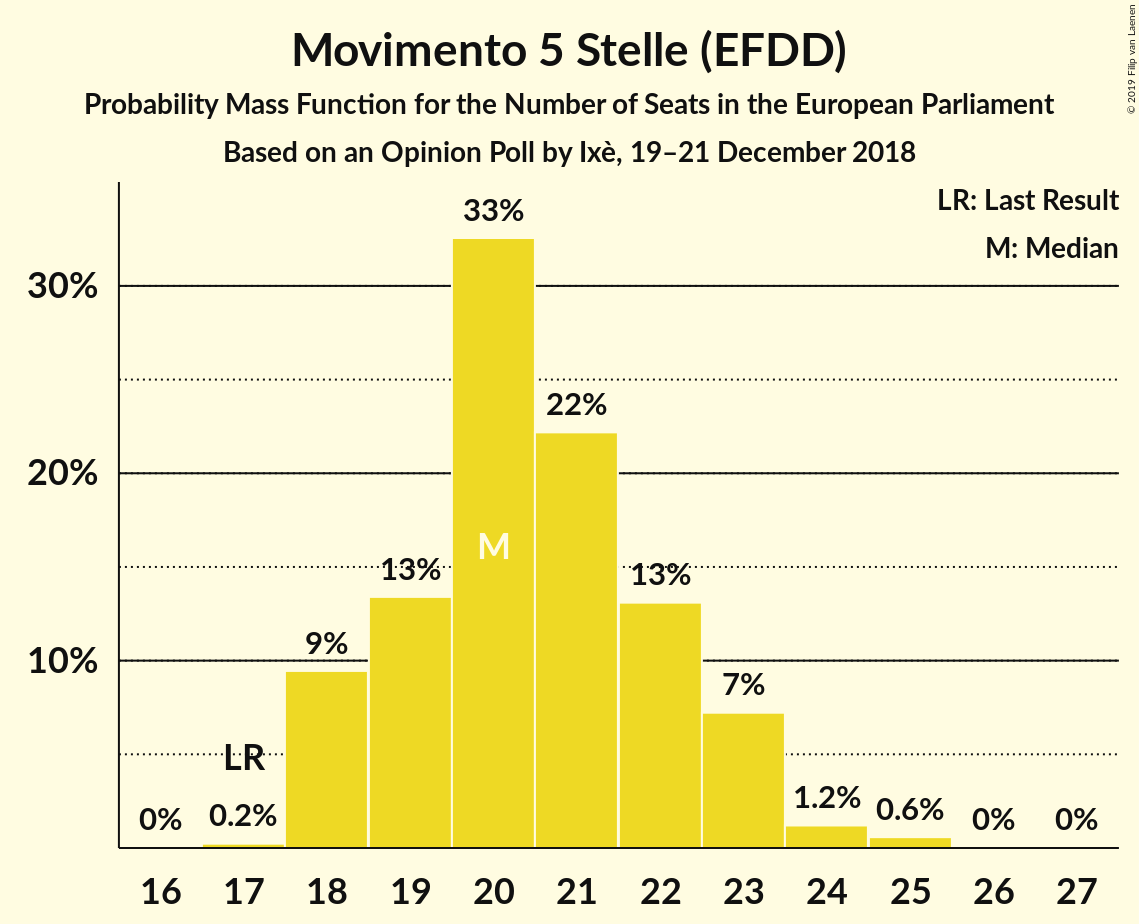 Movimento 5 Stelle (EFDD)
Probability Mass Function for the Number of Seats in the European Parliament
Based on an Opinion Poll by Ixè, 19–21 December 2018
© 2019 Filip van Laenen
LR: Last Result
M: Median
33%
30%
22%
20%
M
13%
13%
9%
10%
7%
LR
0%
0.2%
1.2%
0.6%
0%
0%
16 17 18 19 20 21 22 23 24 25 26 27